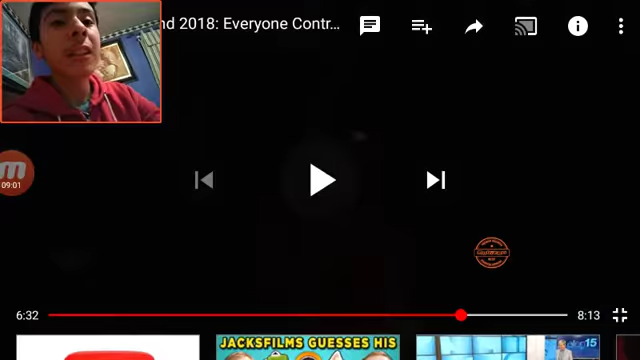 nd 2018: Everyone Contr...
09:01
6:32
8:13
JACKSFILMS GUESSES HIS